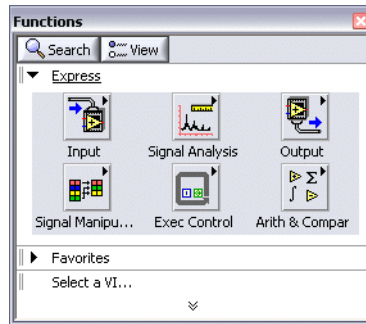 Functions
Search View
Express
Input Signal Analysis Output
Signal Manipu... Exec Control Arith & Compar
Favorites
Select a VI...